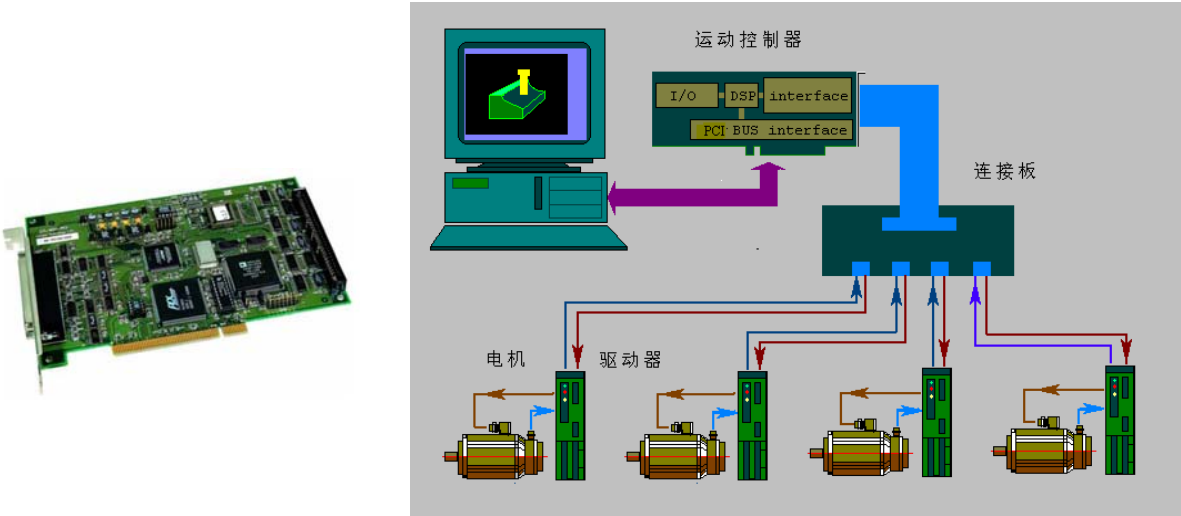 运动控制器
I/O DSP interface
PCI BUS interface
连接板
电机
驱动器